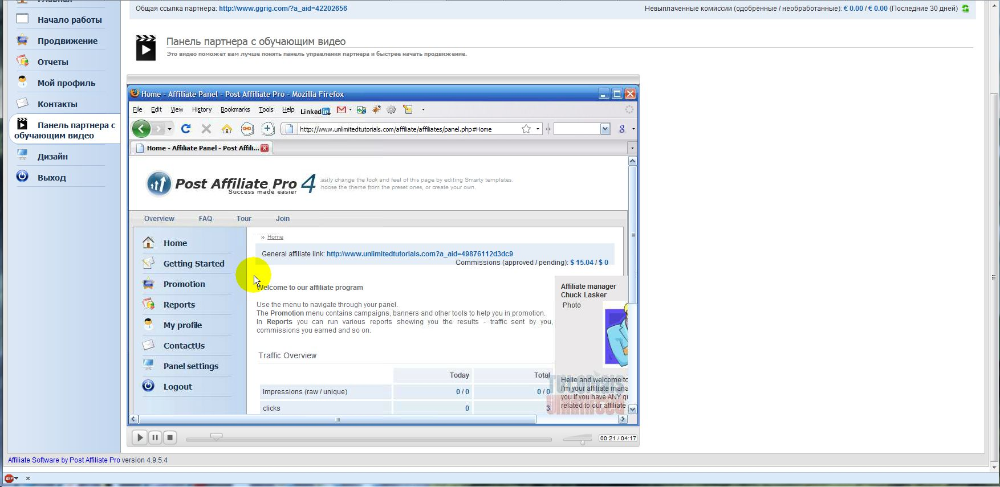 Главная
Общая ссылка партнера: http://www.ggrig.com/?a_aid=42202656
Невыплаченные комиссии (одобренные / необработанные): € 0.00 / € 0.00 (Последние 30 дней)
Начало работы
Продвижение
Отчеты
Мой профиль
Контакты
Панель партнера с
обучающим видео
Дизайн
Выход
Панель партнера с обучающим видео
Это видео поможет вам лучше понять панель управления партнера и быстрее начать продвижение.
Home - Affiliate Panel - Post Affiliate Pro - Mozilla Firefox
File Edit View History Bookmarks Tools Help Linked in
http://www.unlimitedtutorials.com/affiliate/affiliates/panel.php#Home
g
Home - Affiliate Panel - Post Affili...
Post Affiliate Pro 4
Success made easier
asily change the look and feel of this page by editing Smarty templates.
hoose the theme from the preset ones, or create your own.
Overview FAQ Tour Join
Home
Getting Started
Promotion
Reports
My profile
ContactUs
Panel settings
Logout
›› Home
General affiliate link: http://www.unlimitedtutorials.com?a_aid=49876112d3dc9
Commissions (approved / pending): $ 15.04 / $ 0
Welcome to our affiliate program
Use the menu to navigate through your panel.
The Promotion menu contains campaigns, banners and other tools to help you in promotion.
In Reports you can run various reports showing you the results - traffic sent by you,
commissions you earned and so on.
Affiliate manager
Chuck Lasker
Photo
Hello and welcome to
I'm your affiliate mana
you if you have ANY qu
related to our affiliate
Traffic Overview
Today Total
Impressions (raw / unique) 0 / 0 0 / 0
clicks 0 3
Tutorials
Unlimited
00:21 / 04:17
Affiliate Software by Post Affiliate Pro version 4.9.5.4
ABP